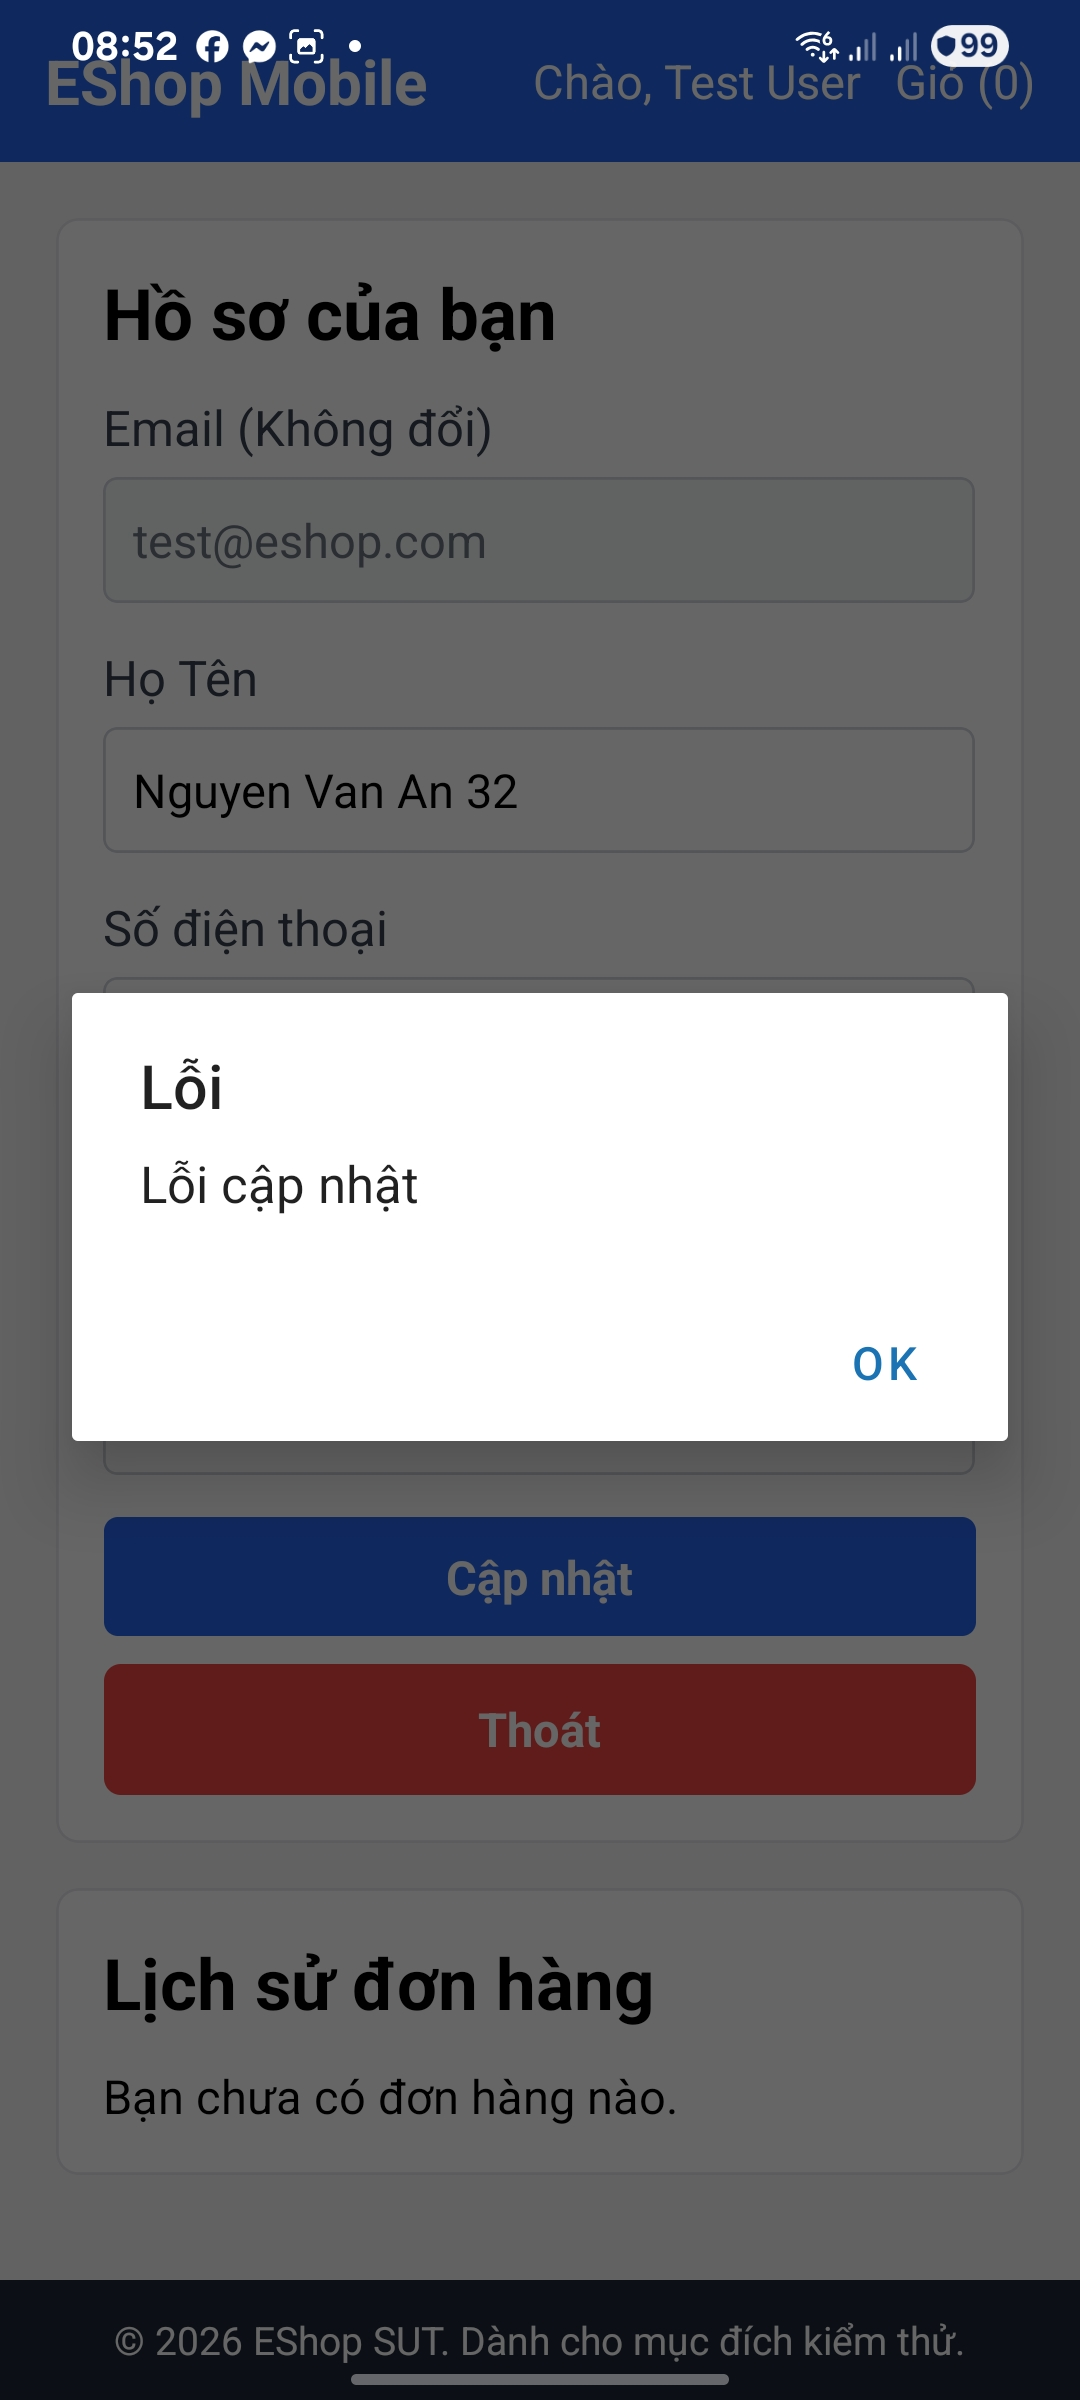 08:52
6
99
EShop Mobile
Chào, Test User
Giỏ (0)
Hồ sơ của bạn
Email (Không đổi)
test@eshop.com
Họ Tên
Nguyen Van An 32
Số điện thoại
Lỗi
Lỗi cập nhật
OK
Cập nhật
Thoát
Lịch sử đơn hàng
Bạn chưa có đơn hàng nào.
© 2026 EShop SUT. Dành cho mục đích kiểm thử.